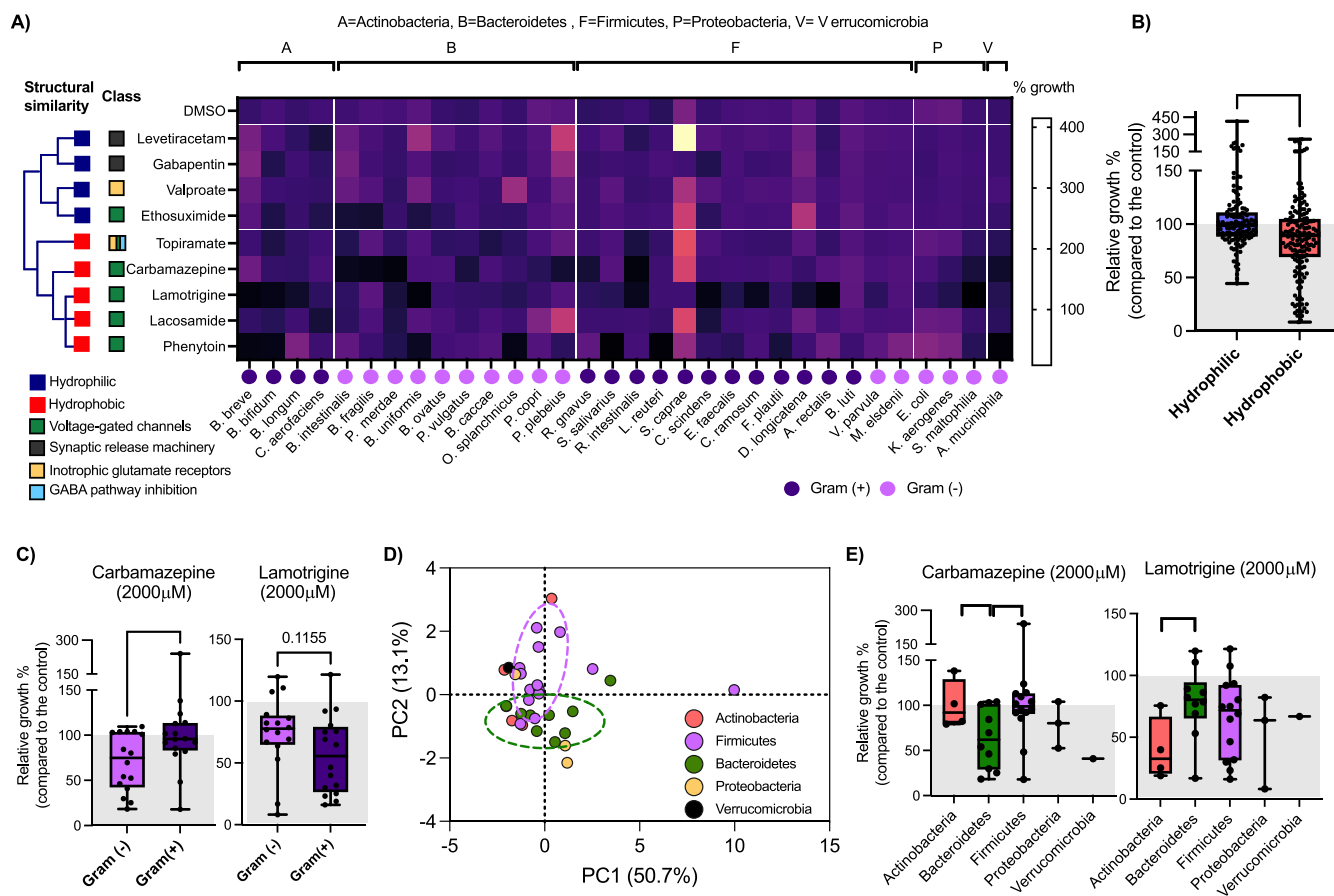 A=Actinobacteria, B=Bacteroidetes , F=Firmicutes, P=Proteobacteria, V= V errucomicrobia
A)
A
B
F
P
V
Structural
similarity
Class
% growth
DMSO
Levetiracetam
Gabapentin
Valproate
Ethosuximide
Topiramate
Carbamazepine
Lamotrigine
Lacosamide
Phenytoin
400
300
200
100
B. breve
B. bifidum
B. longum
C. aerofaciens
B. intestinalis
B. fragilis
P. merdae
B. uniformis
B. ovatus
P. vulgatus
B. caccae
O. splanchnicus
P. copri
P. plebeius
R. gnavus
S. salivarius
R. intestinalis
L. reuteri
S. caprae
C. scindens
E. faecalis
C. ramosum
F. plautii
D. longicatena
A. rectalis
B. luti
V. parvula
M. elsdenii
E. coli
K. aerogenes
S. maltophilia
A. muciniphila
Hydrophilic
Hydrophobic
Voltage-gated channels
Synaptic release machinery
Inotrophic glutamate receptors
GABA pathway inhibition
Gram (+)
Gram (-)
B)
Relative growth %
(compared to the control)
450
300
150
150
100
50
0
Hydrophilic
Hydrophobic
C)
Carbamazepine
(2000µM)
Lamotrigine
(2000µM)
Relative growth %
(compared to the control)
300
150
150
100
50
0
Gram (-)
Gram(+)
0.1155
150
100
50
0
Gram (-)
Gram(+)
D)
PC2 (13.1%)
4
2
0
-2
-4
-5
0
5
10
15
PC1 (50.7%)
Actinobacteria
Firmicutes
Bacteroidetes
Proteobacteria
Verrucomicrobia
E)
Carbamazepine (2000µM)
Lamotrigine (2000µM)
Relative growth %
(compared to the control)
300
150
150
100
50
0
Actinobacteria
Bacteroidetes
Firmicutes
Proteobacteria
Verrucomicrobia
150
100
50
0
Actinobacteria
Bacteroidetes
Firmicutes
Proteobacteria
Verrucomicrobia